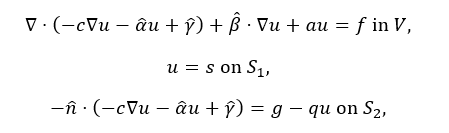 ∇ · (−c∇u − α̂u + γ̂) + β̂ · ∇u + au = f in V,
u = s on S₁,
−n̂ · (−c∇u − α̂u + γ̂) = g − qu on S₂,